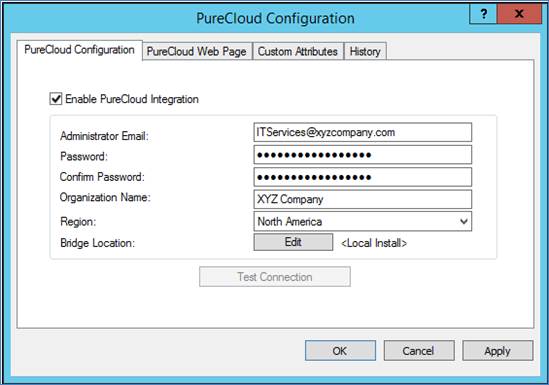 PureCloud Configuration
? x
PureCloud Configuration PureCloud Web Page Custom Attributes History
Enable PureCloud Integration
Administrator Email: ITServices@xyzcompany.com
Password: •••••••••••••••••
Confirm Password: •••••••••••••••••
Organization Name: XYZ Company
Region: North America
Bridge Location: Edit <Local Install>
Test Connection
OK Cancel Apply